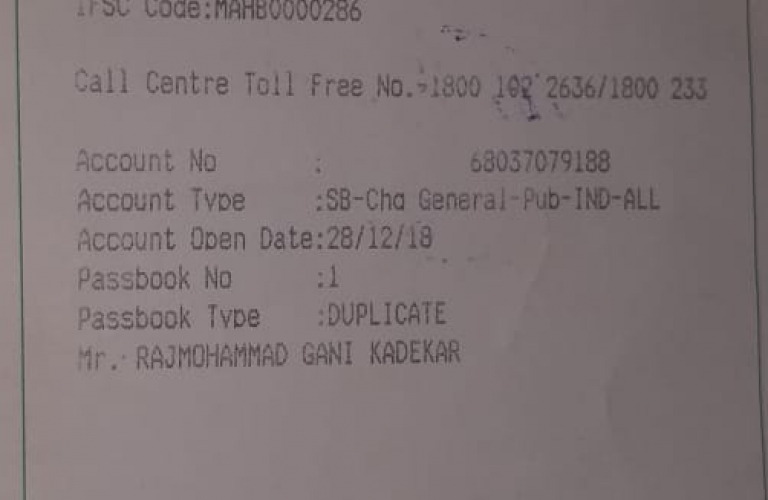 IFSC Code:MAHB0000286
Call Centre Toll Free No.-1800 102 2636/1800 233
Account No : 68037079188
Account Type :SB-Chq General-Pub-IND-ALL
Account Open Date:28/12/18
Passbook No :1
Passbook Type :DUPLICATE
Mr. RAJMOHAMMAD GANI KADEKAR